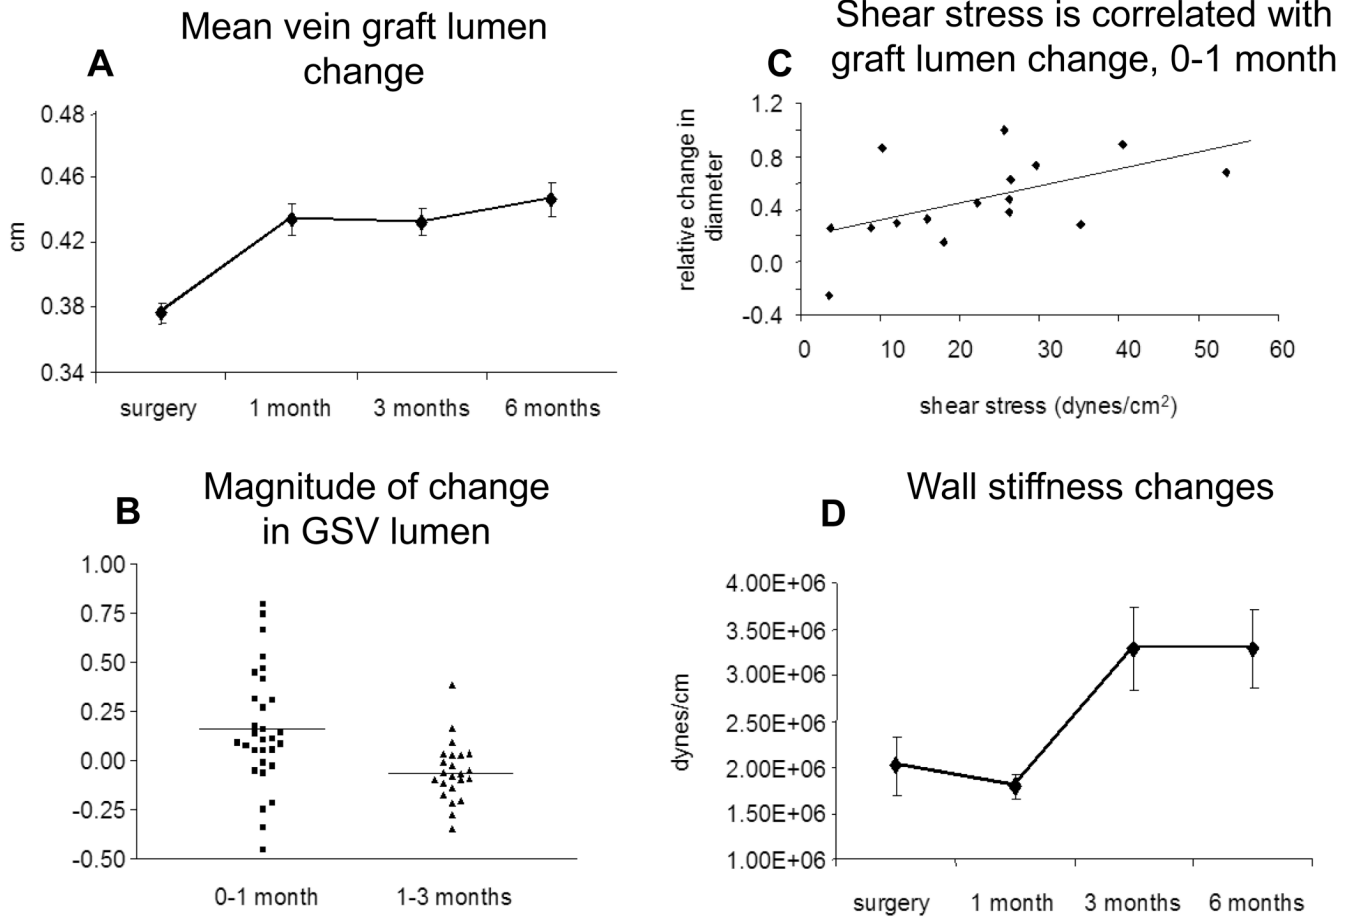 A
Mean vein graft lumen
change
0.48
0.46
0.42
0.38
0.34
cm
surgery
1 month
3 months
6 months
C
Shear stress is correlated with
graft lumen change, 0-1 month
relative change in
diameter
1.2
0.8
0.4
0.0
-0.4
0
10
20
30
40
50
60
shear stress (dynes/cm²)
B
Magnitude of change
in GSV lumen
1.00
0.75
0.50
0.25
0.00
-0.25
-0.50
0-1 month
1-3 months
D
Wall stiffness changes
4.00E+06
3.50E+06
3.00E+06
2.50E+06
2.00E+06
1.50E+06
1.00E+06
dynes/cm
surgery
1 month
3 months
6 months